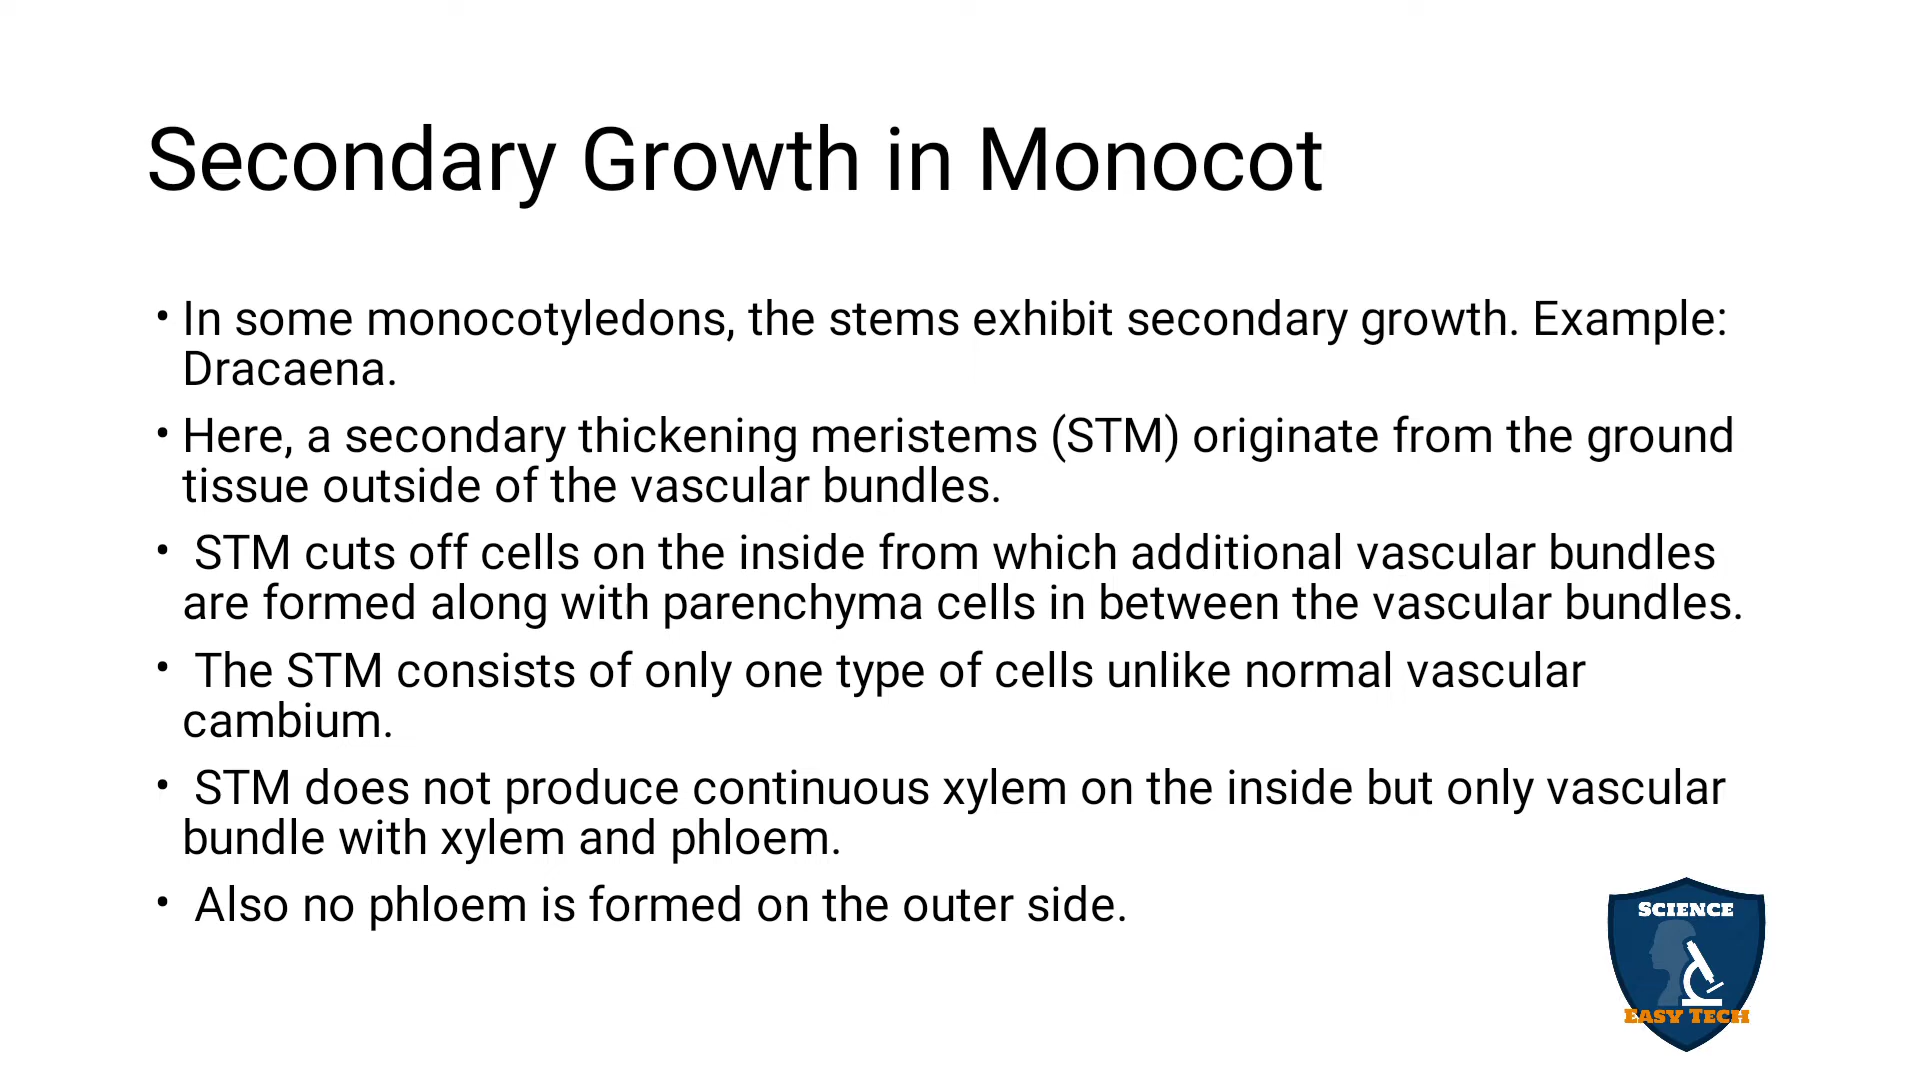 Secondary Growth in Monocot
• In some monocotyledons, the stems exhibit secondary growth. Example:
Dracaena.
• Here, a secondary thickening meristems (STM) originate from the ground
tissue outside of the vascular bundles.
• STM cuts off cells on the inside from which additional vascular bundles
are formed along with parenchyma cells in between the vascular bundles.
• The STM consists of only one type of cells unlike normal vascular
cambium.
• STM does not produce continuous xylem on the inside but only vascular
bundle with xylem and phloem.
• Also no phloem is formed on the outer side.
SCIENCE
EASY TECH